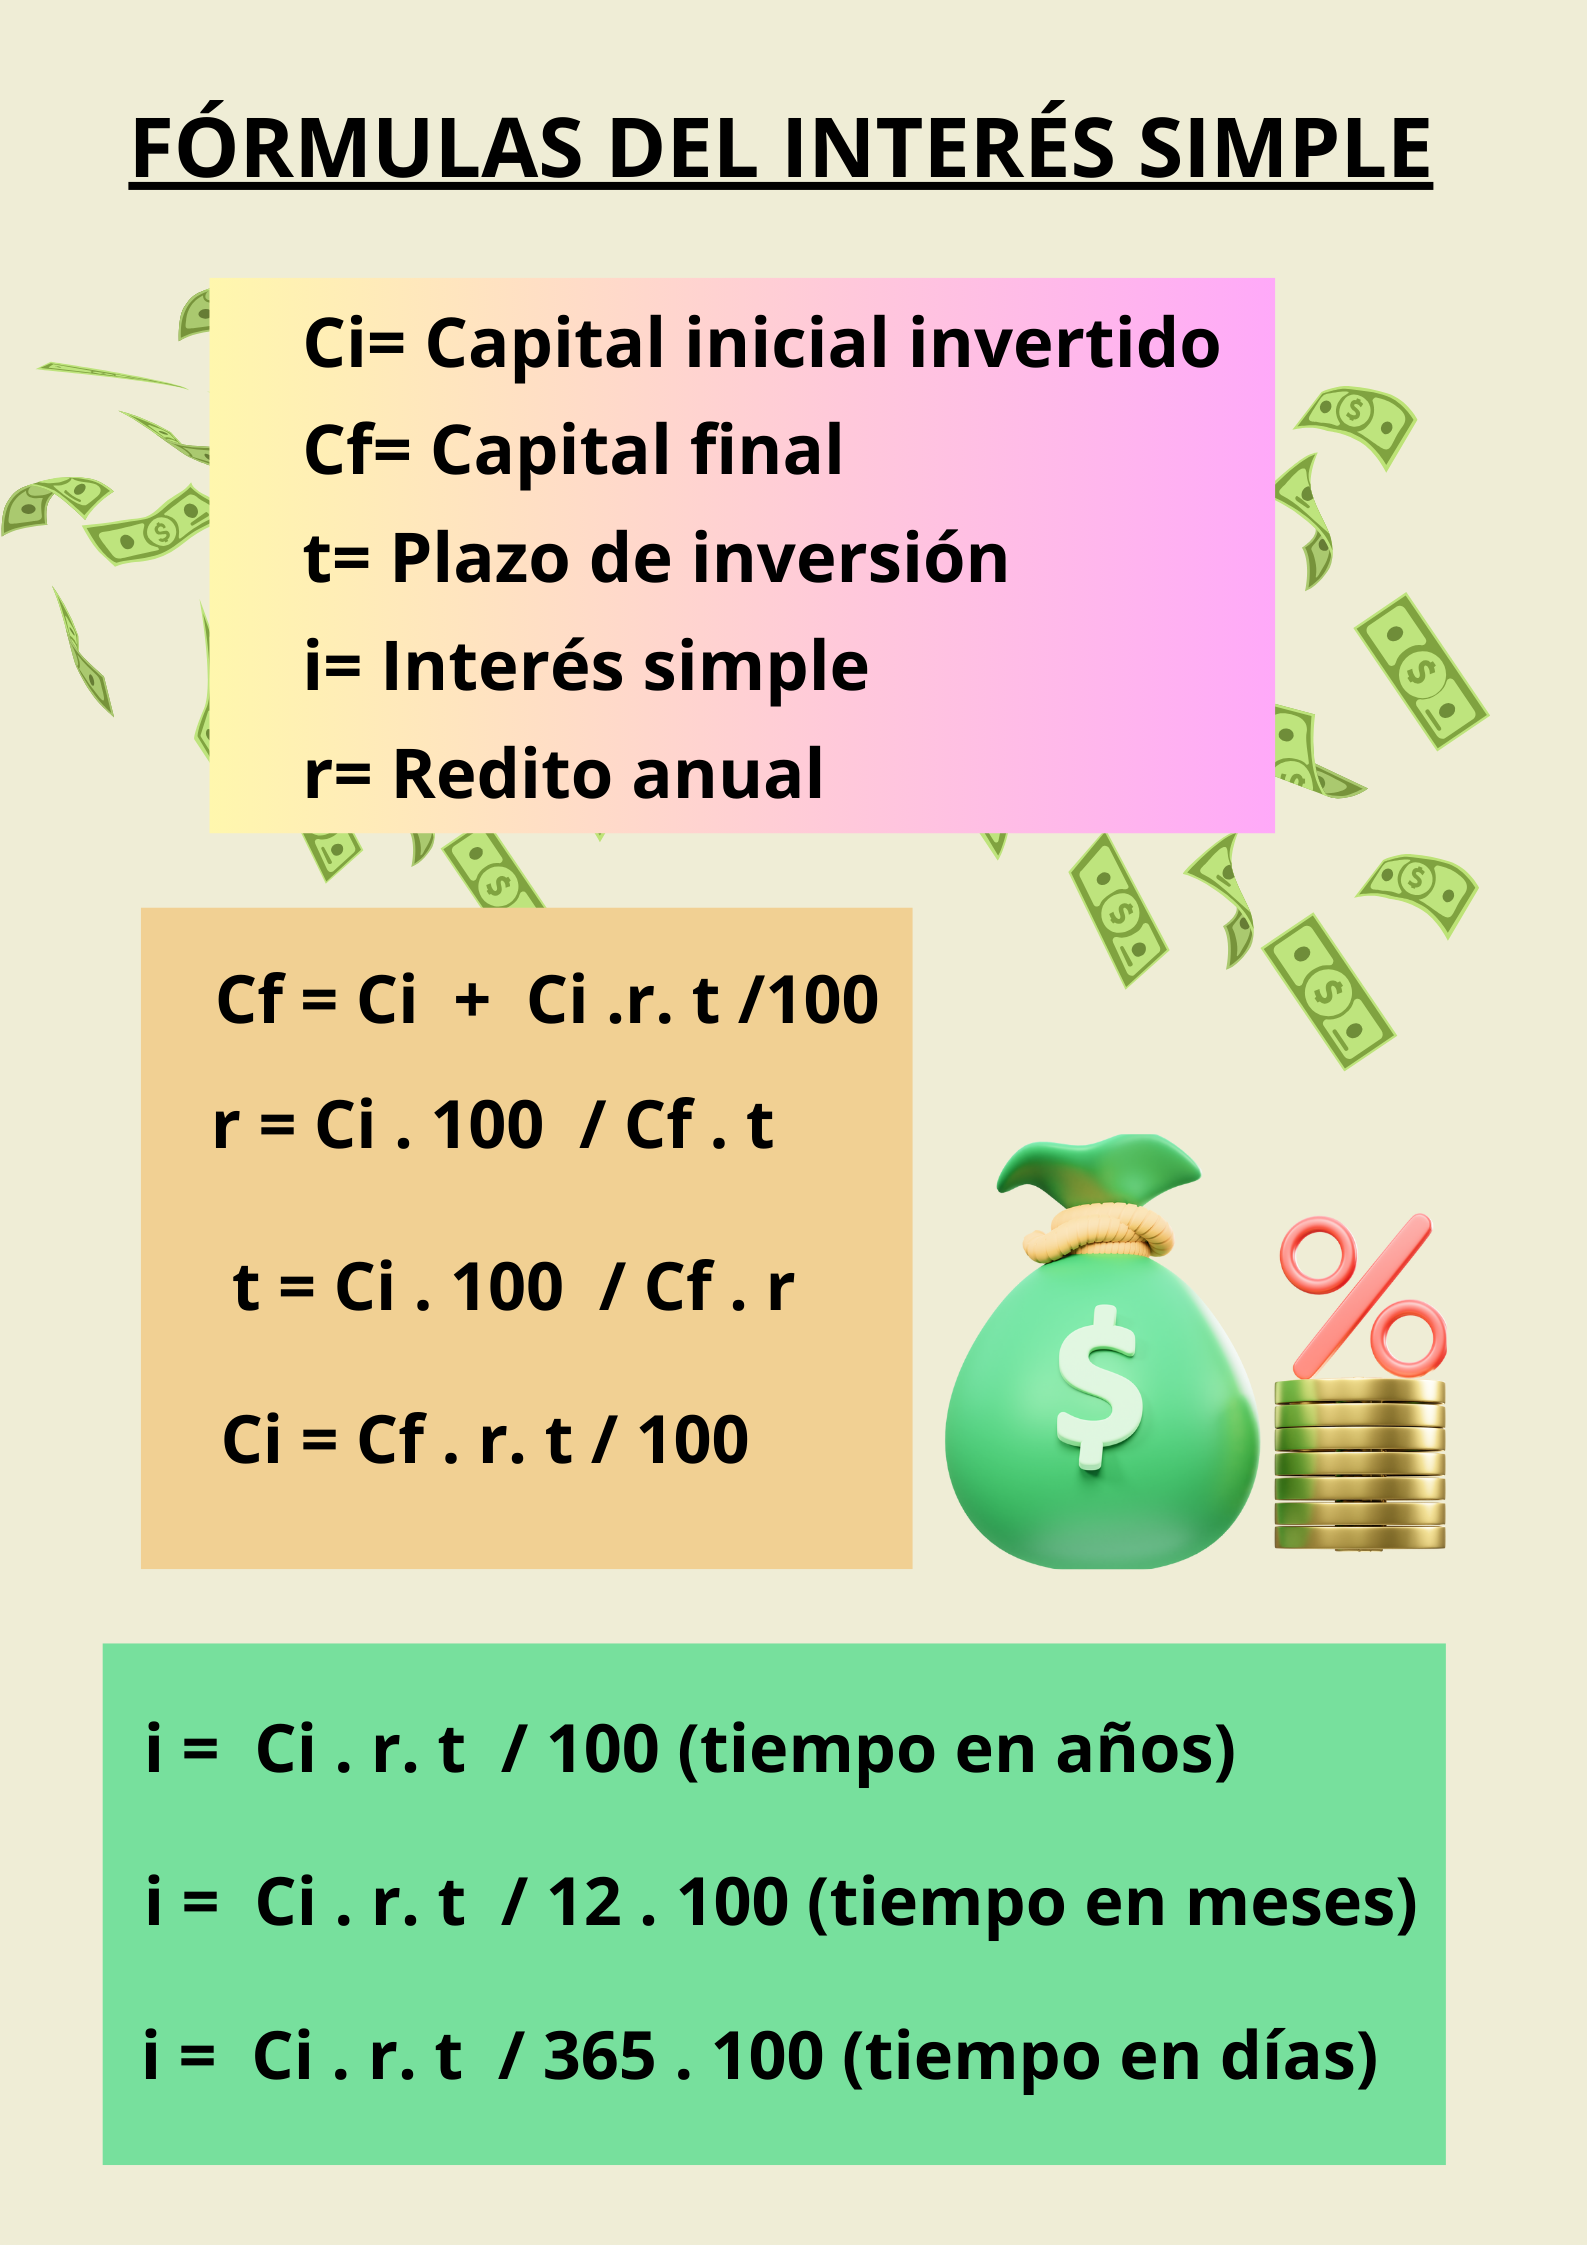 FÓRMULAS DEL INTERÉS SIMPLE
Ci= Capital inicial invertido
Cf= Capital final
t= Plazo de inversión
i= Interés simple
r= Redito anual
Cf = Ci + Ci .r. t /100
r = Ci . 100 / Cf . t
t = Ci . 100 / Cf . r
Ci = Cf . r. t / 100
i = Ci . r. t / 100 (tiempo en años)
i = Ci . r. t / 12 . 100 (tiempo en meses)
i = Ci . r. t / 365 . 100 (tiempo en días)